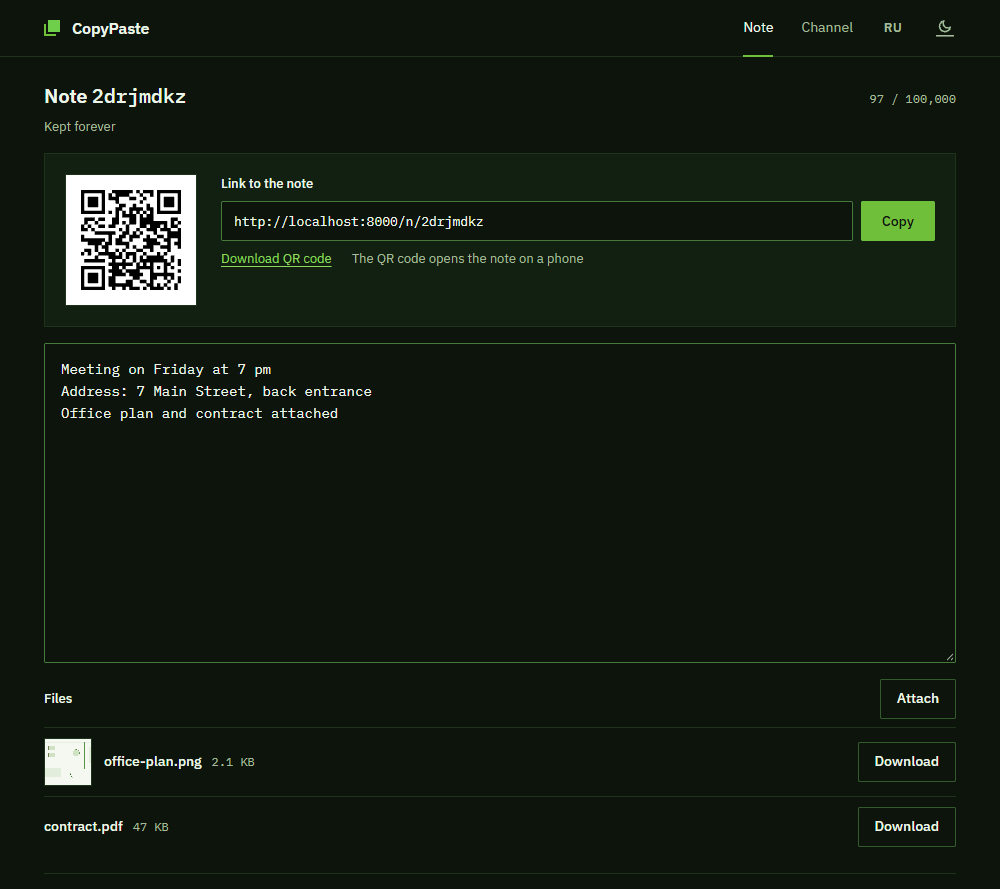 CopyPaste
Note
Channel
RU
Note 2drjmdkz
97 / 100,000
Kept forever
Link to the note
http://localhost:8000/n/2drjmdkz
Copy
Download QR code
The QR code opens the note on a phone
Meeting on Friday at 7 pm
Address: 7 Main Street, back entrance
Office plan and contract attached
Files
Attach
office-plan.png 2.1 KB
Download
contract.pdf 47 KB
Download